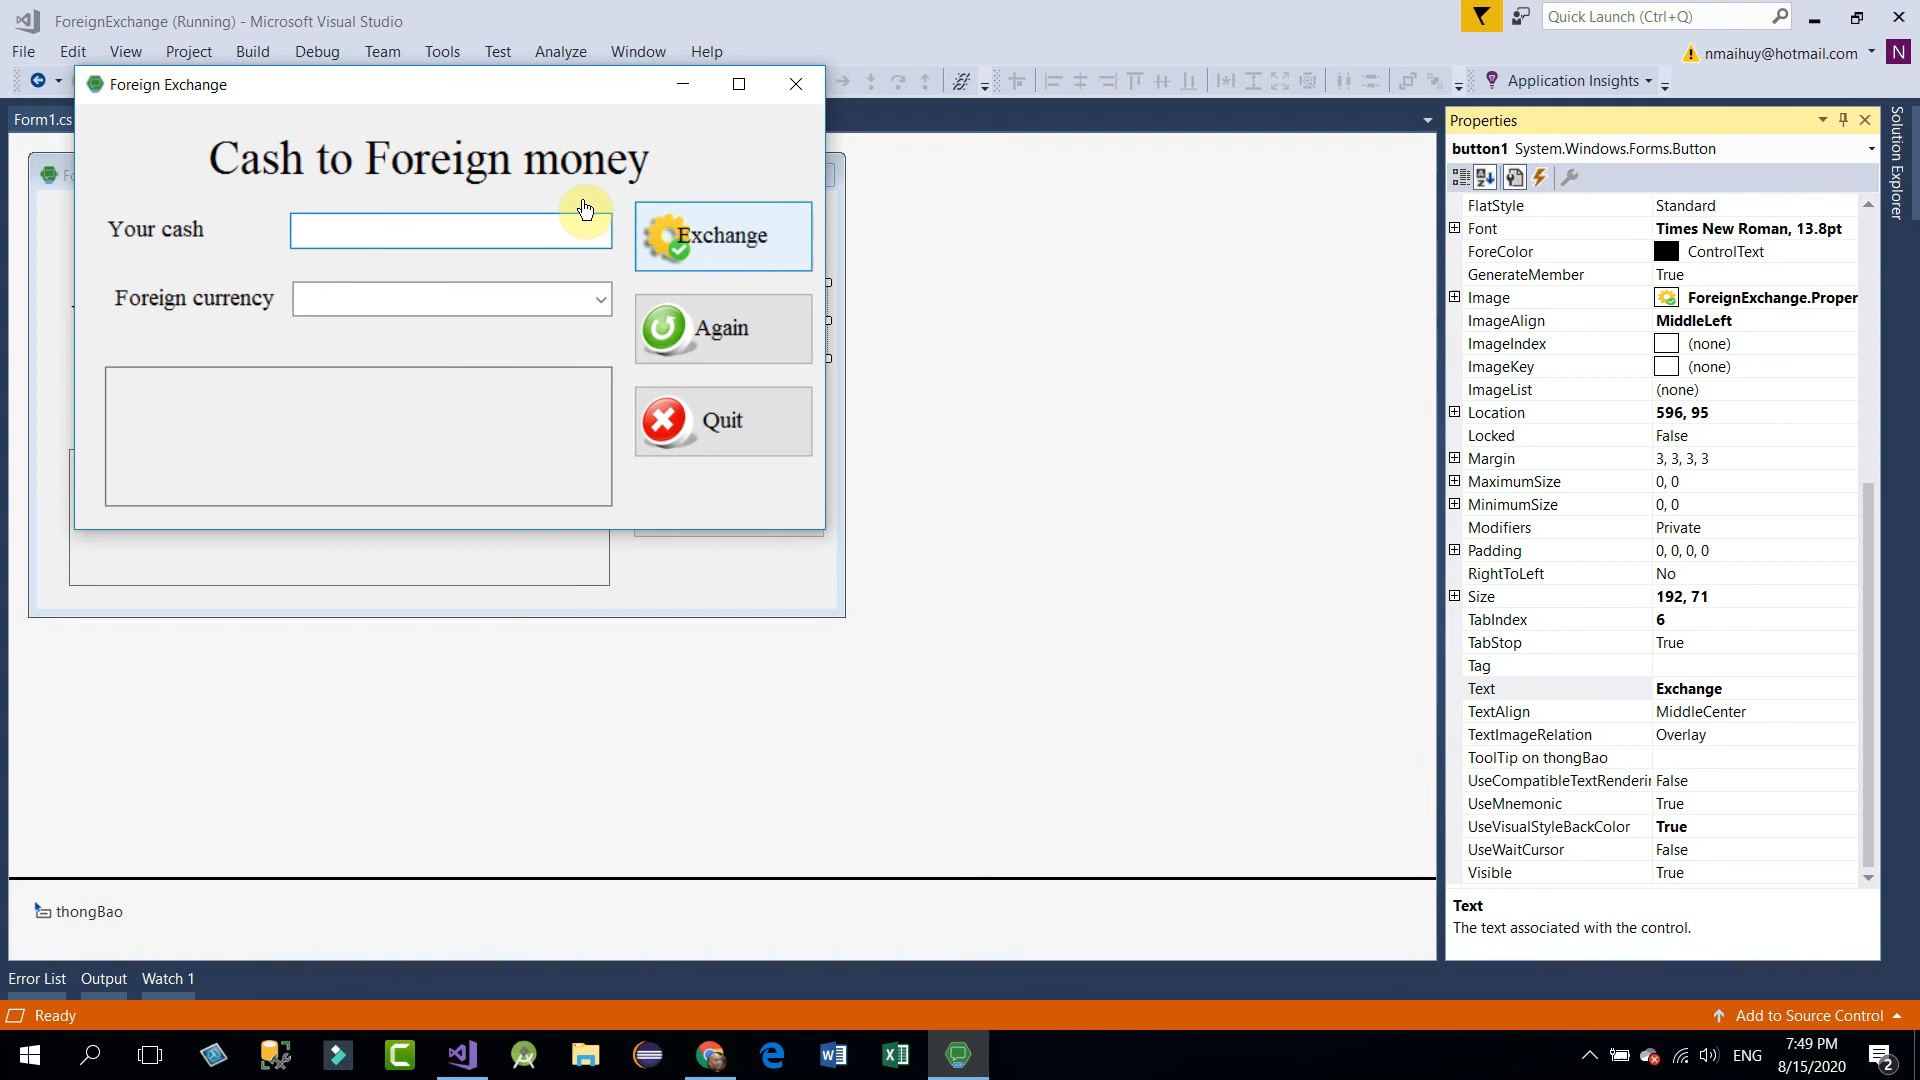 ForeignExchange (Running) - Microsoft Visual Studio
Quick Launch (Ctrl+Q)
File Edit View Project Build Debug Team Tools Test Analyze Window Help
nmaihuy@hotmail.com N
Foreign Exchange
Application Insights
Form1.cs
Cash to Foreign money
Your cash
Exchange
Foreign currency
Again
Quit
thongBao
Properties
button1 System.Windows.Forms.Button
FlatStyle Standard
Font Times New Roman, 13.8pt
ForeColor ControlText
GenerateMember True
Image ForeignExchange.Proper
ImageAlign MiddleLeft
ImageIndex (none)
ImageKey (none)
ImageList (none)
Location 596, 95
Locked False
Margin 3, 3, 3, 3
MaximumSize 0, 0
MinimumSize 0, 0
Modifiers Private
Padding 0, 0, 0, 0
RightToLeft No
Size 192, 71
TabIndex 6
TabStop True
Tag
Text Exchange
TextAlign MiddleCenter
TextImageRelation Overlay
ToolTip on thongBao
UseCompatibleTextRenderin False
UseMnemonic True
UseVisualStyleBackColor True
UseWaitCursor False
Visible True
Text
The text associated with the control.
Solution Explorer
Error List Output Watch 1
Ready
Add to Source Control
ENG
7:49 PM
8/15/2020
2